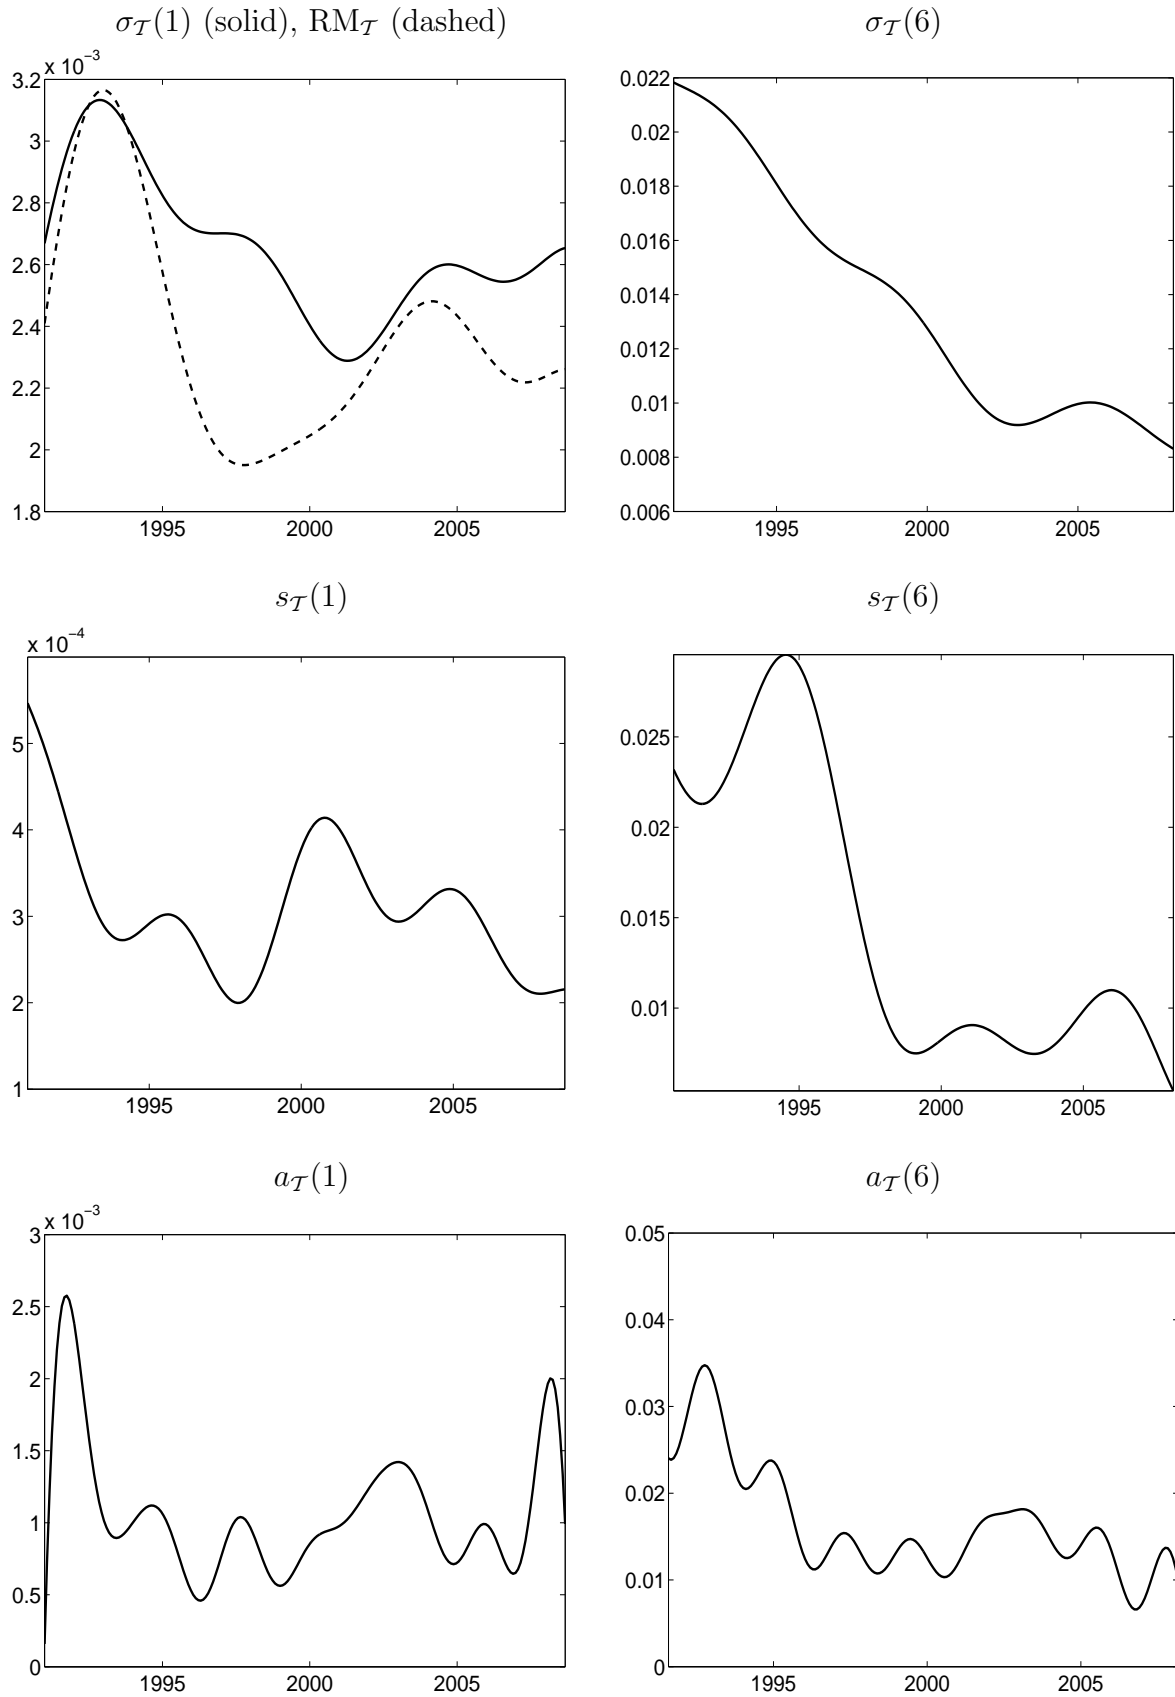 σ_𝒯(1) (solid), RM_𝒯 (dashed)
x 10⁻³
3.2
3
2.8
2.6
2.4
2.2
2
1.8
1995 2000 2005
σ_𝒯(6)
0.022
0.02
0.018
0.016
0.014
0.012
0.01
0.008
0.006
1995 2000 2005
s_𝒯(1)
x 10⁻⁴
5
4
3
2
1
1995 2000 2005
s_𝒯(6)
0.025
0.02
0.015
0.01
1995 2000 2005
a_𝒯(1)
x 10⁻³
3
2.5
2
1.5
1
0.5
0
1995 2000 2005
a_𝒯(6)
0.05
0.04
0.03
0.02
0.01
0
1995 2000 2005